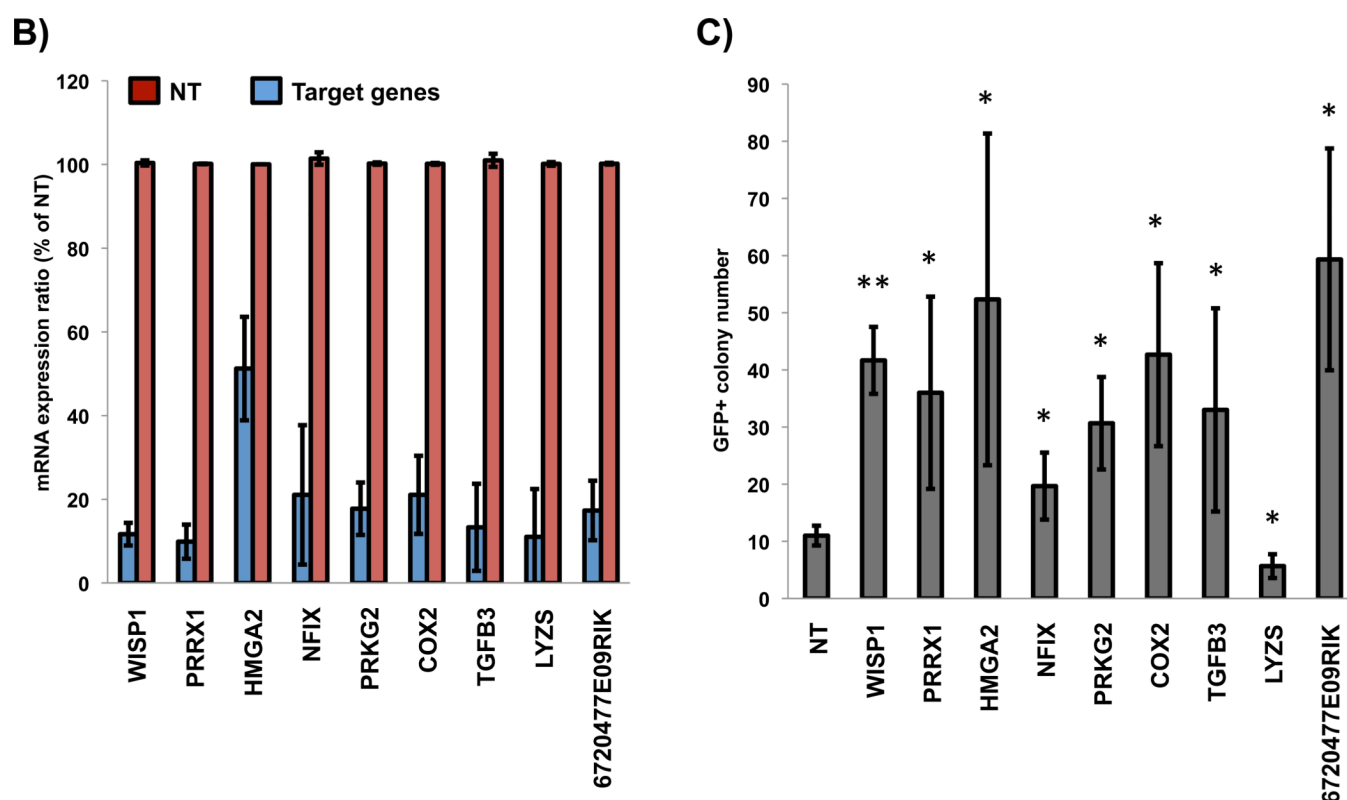 B)
mRNA expression ratio (% of NT)
120
100
80
60
40
20
0
NT
Target genes
WISP1
PRRX1
HMGA2
NFIX
PRKG2
COX2
TGFB3
LYZS
6720477E09RIK
C)
GFP+ colony number
90
80
70
60
50
40
30
20
10
0
**
*
*
*
*
*
*
*
*
NT
WISP1
PRRX1
HMGA2
NFIX
PRKG2
COX2
TGFB3
LYZS
6720477E09RIK